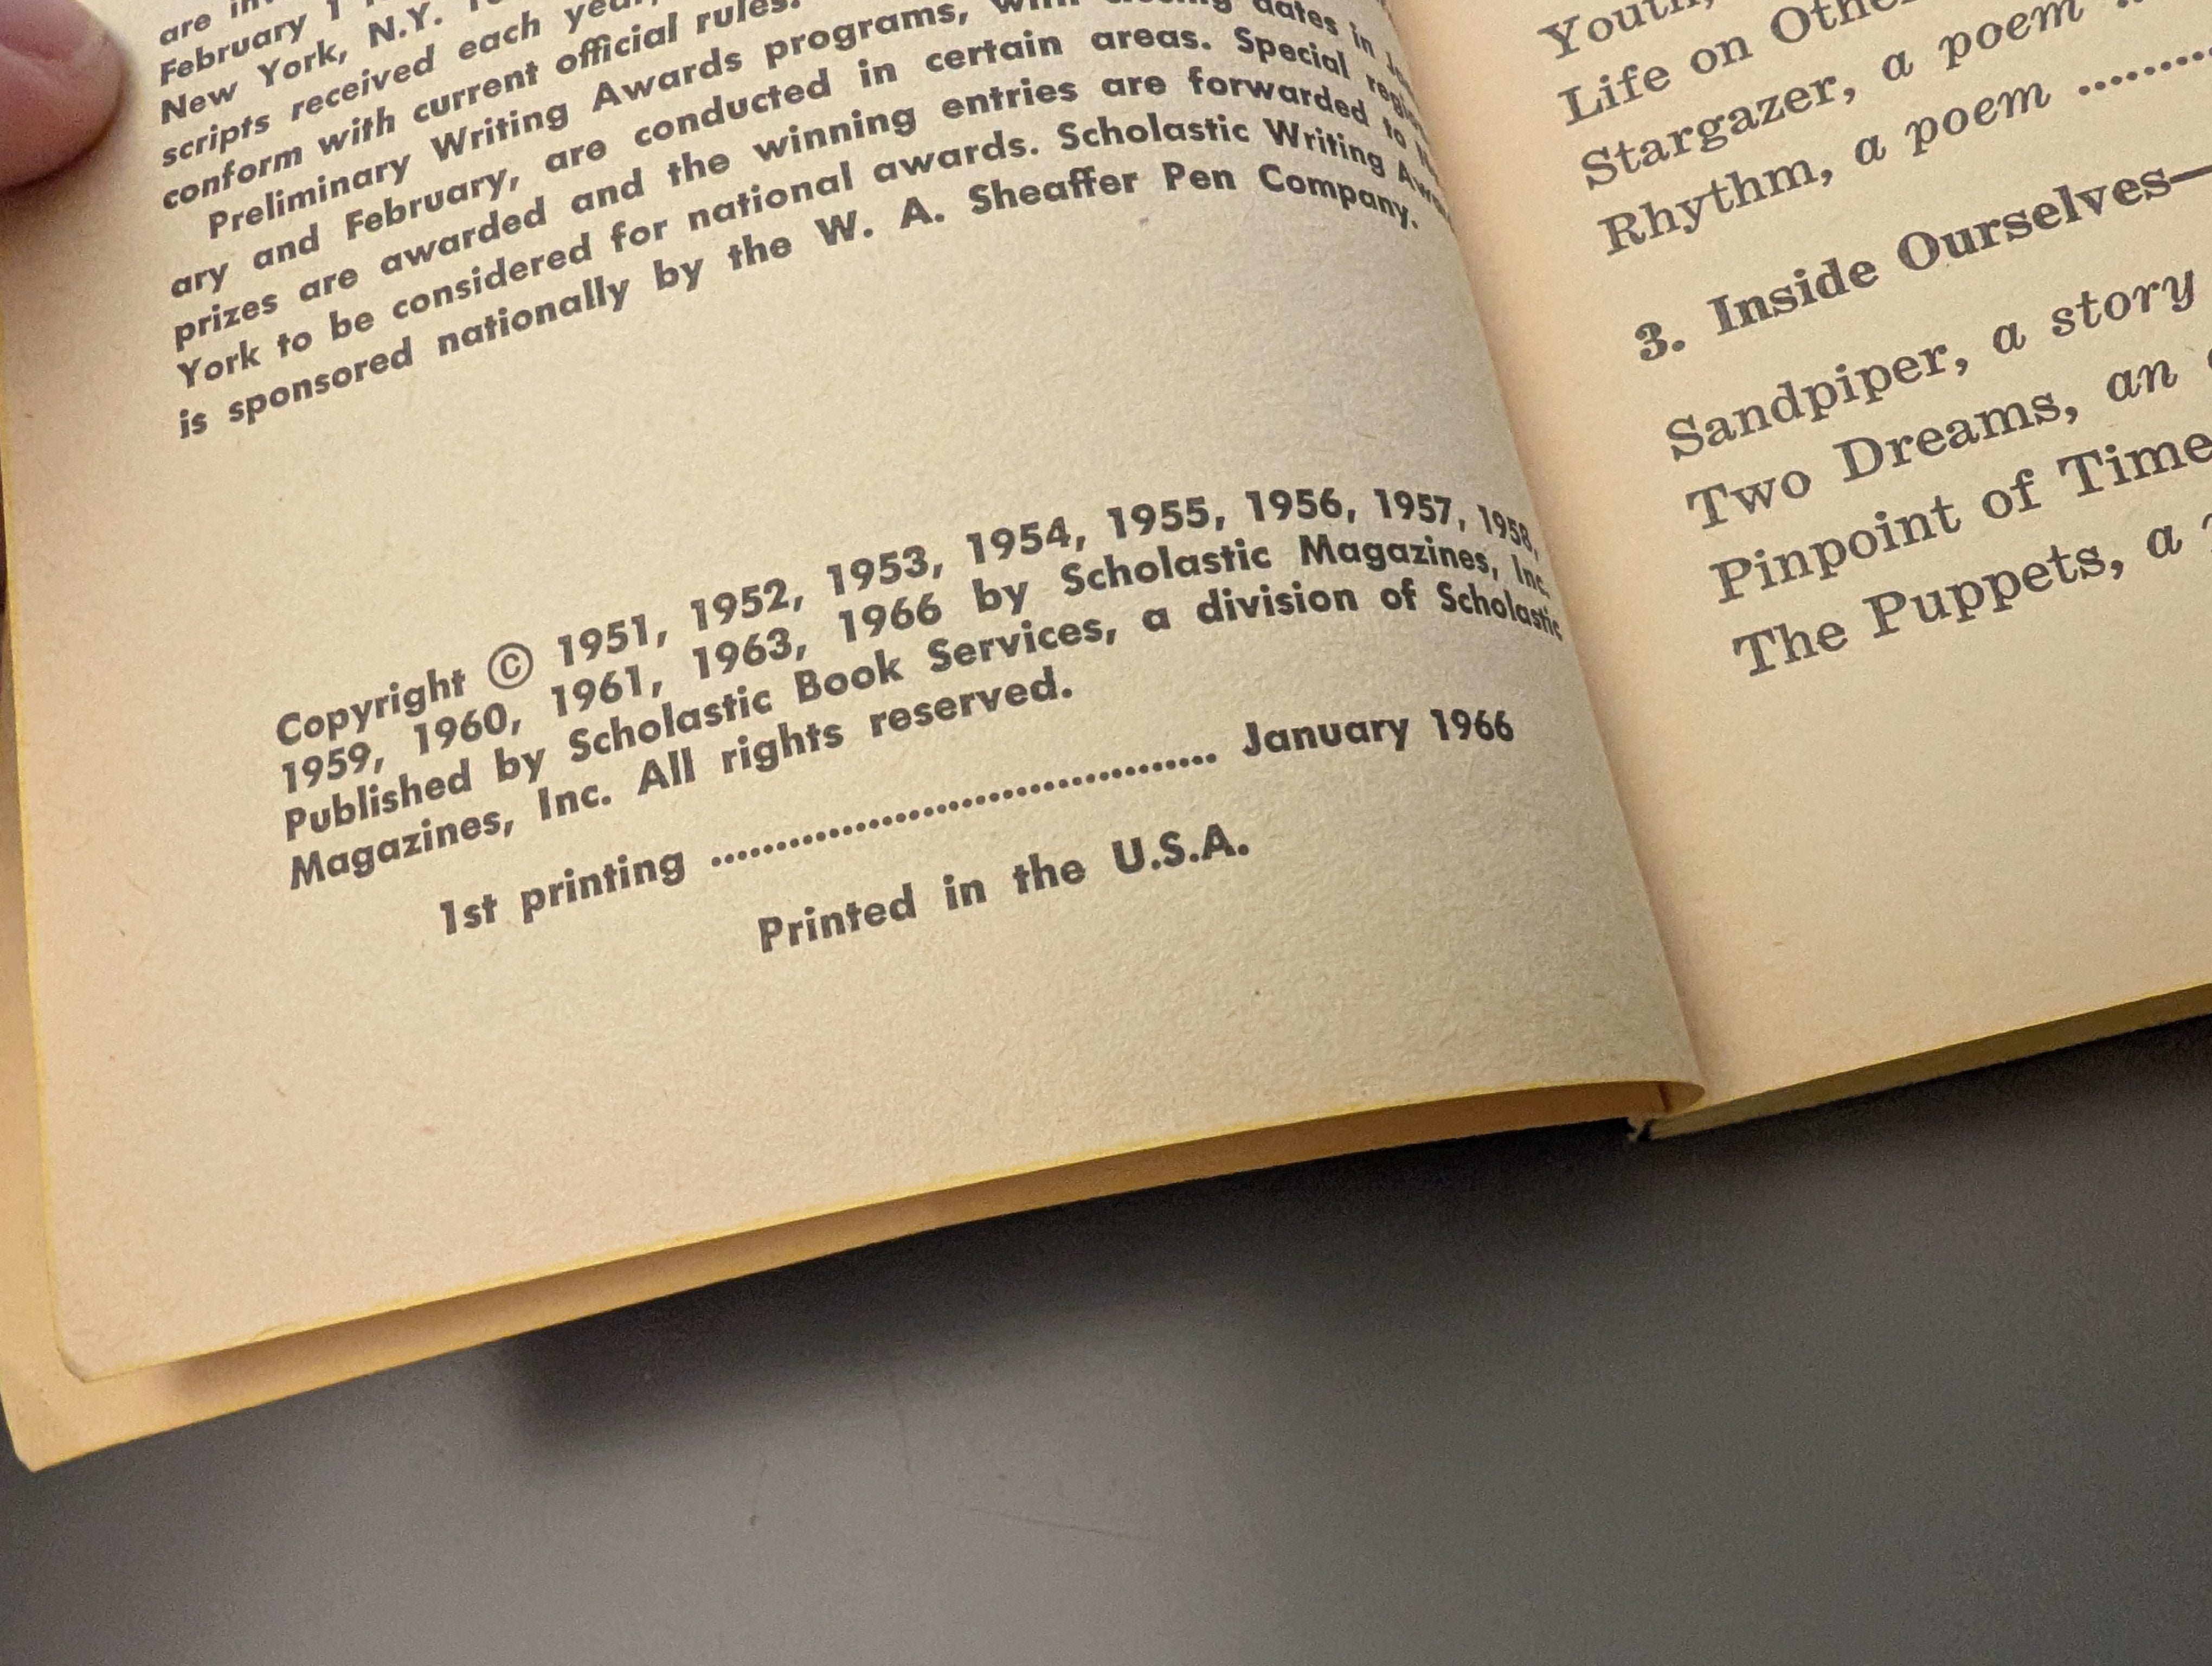 are
February 1
New York, N.Y.
scripts received each year,
conform with current official rules.
Preliminary Writing Awards programs, with closing dates in
ary and February, are conducted in certain areas. Special
prizes are awarded and the winning entries are forwarded to
York to be considered for national awards. Scholastic Writing
is sponsored nationally by the W. A. Sheaffer Pen Company.
Copyright © 1951, 1952, 1953, 1954, 1955, 1956, 1957, 1958,
1959, 1960, 1961, 1963, 1966 by Scholastic Magazines, Inc.
Published by Scholastic Book Services, a division of Scholastic
Magazines, Inc. All rights reserved.
1st printing ........................................ January 1966
Printed in the U.S.A.
Youth,
Life on
Stargazer, a poem
Rhythm, a poem ..........
3. Inside Ourselves—
Sandpiper, a story
Two Dreams, an
Pinpoint of Time
The Puppets, a